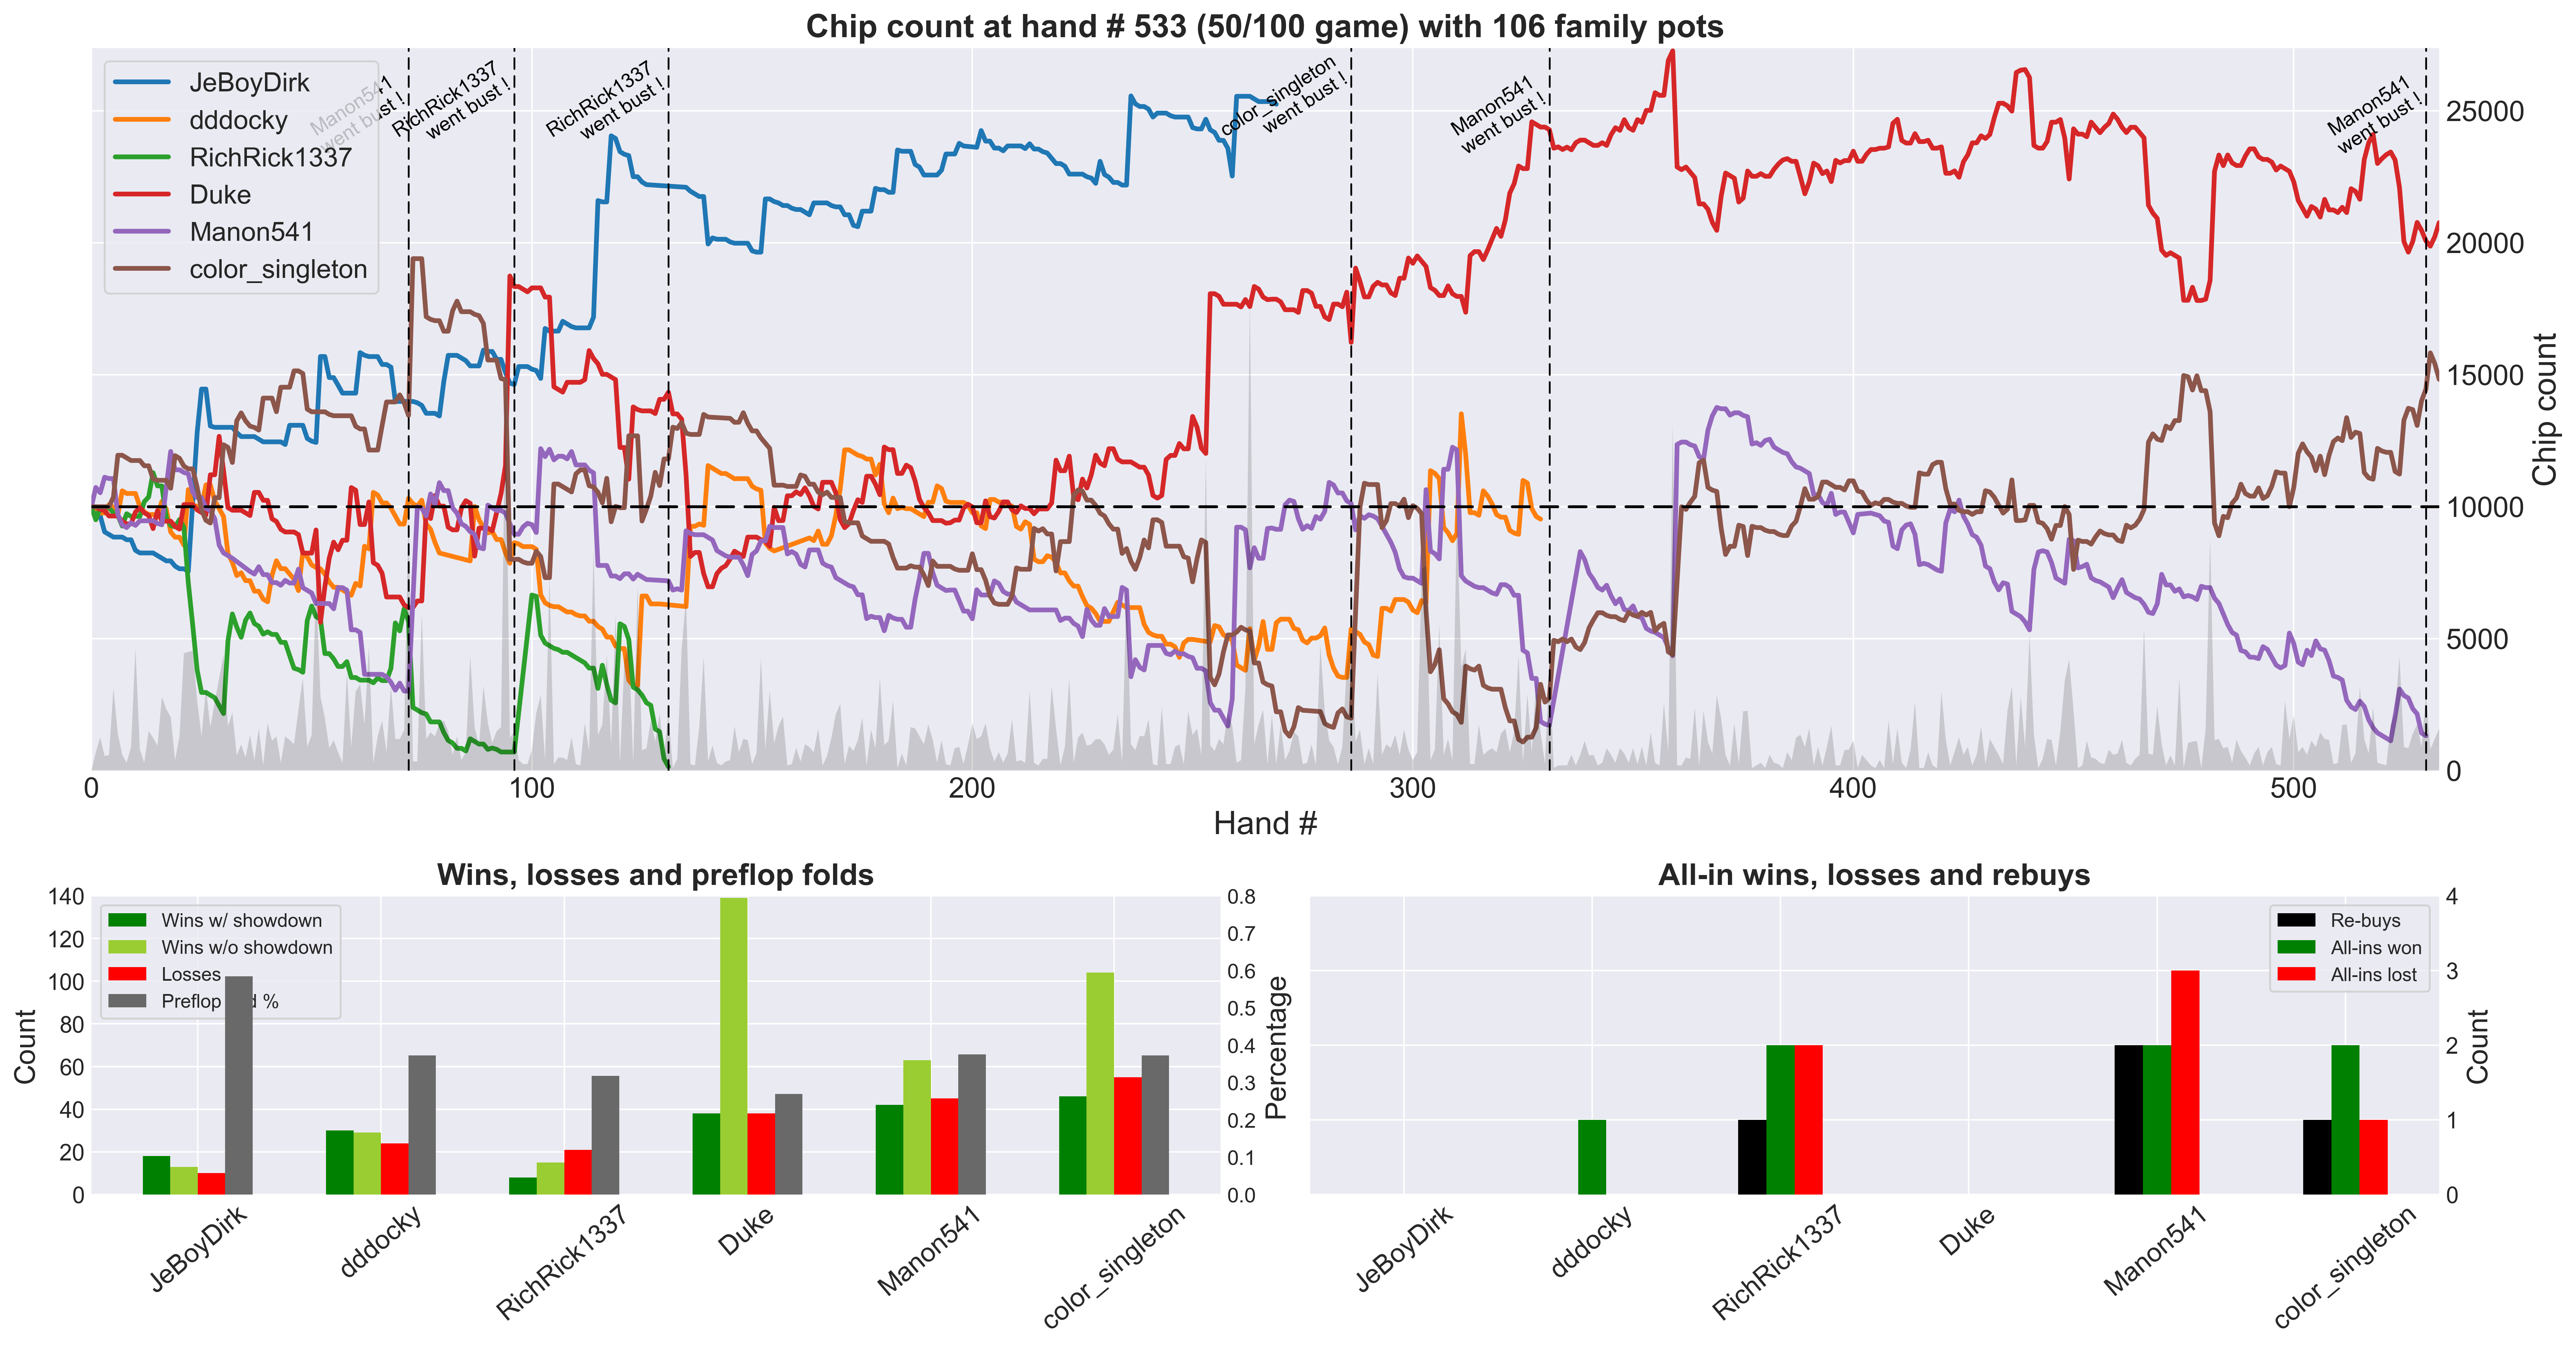 Chip count at hand # 533 (50/100 game) with 106 family pots
JeBoyDirk
dddocky
RichRick1337
Duke
Manon541
color_singleton
Manon541
went bust !
RichRick1337
went bust !
RichRick1337
went bust !
color_singleton
went bust !
Manon541
went bust !
Manon541
went bust !
25000
20000
15000
10000
5000
0
Chip count
0 100 200 300 400 500
Hand #
Wins, losses and preflop folds
140
120
100
80
60
40
20
0
Count
Wins w/ showdown
Wins w/o showdown
Losses
Preflop %
0.8
0.7
0.6
0.5
0.4
0.3
0.2
0.1
0.0
Percentage
JeBoyDirk
dddocky
RichRick1337
Duke
Manon541
color_singleton
All-in wins, losses and rebuys
Re-buys
All-ins won
All-ins lost
4
3
2
1
0
Count
JeBoyDirk
dddocky
RichRick1337
Duke
Manon541
color_singleton